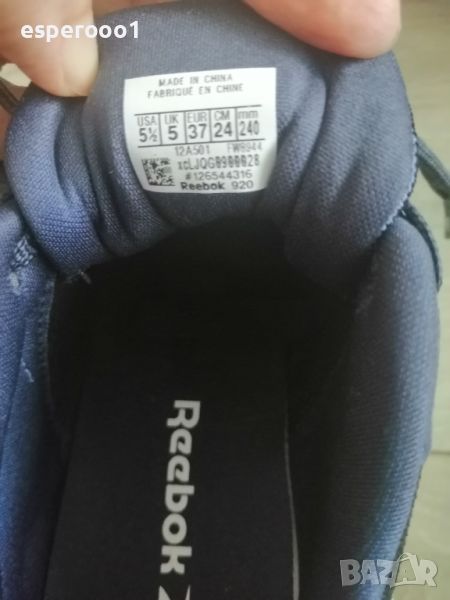 esperooo1
MADE IN CHINA
FABRIQUÉ EN CHINE
USA UK EUR CM mm
5½ 5 37 24 240
12A501 FW8944
#126544316
Reebok 920
Reebok
BAZAR